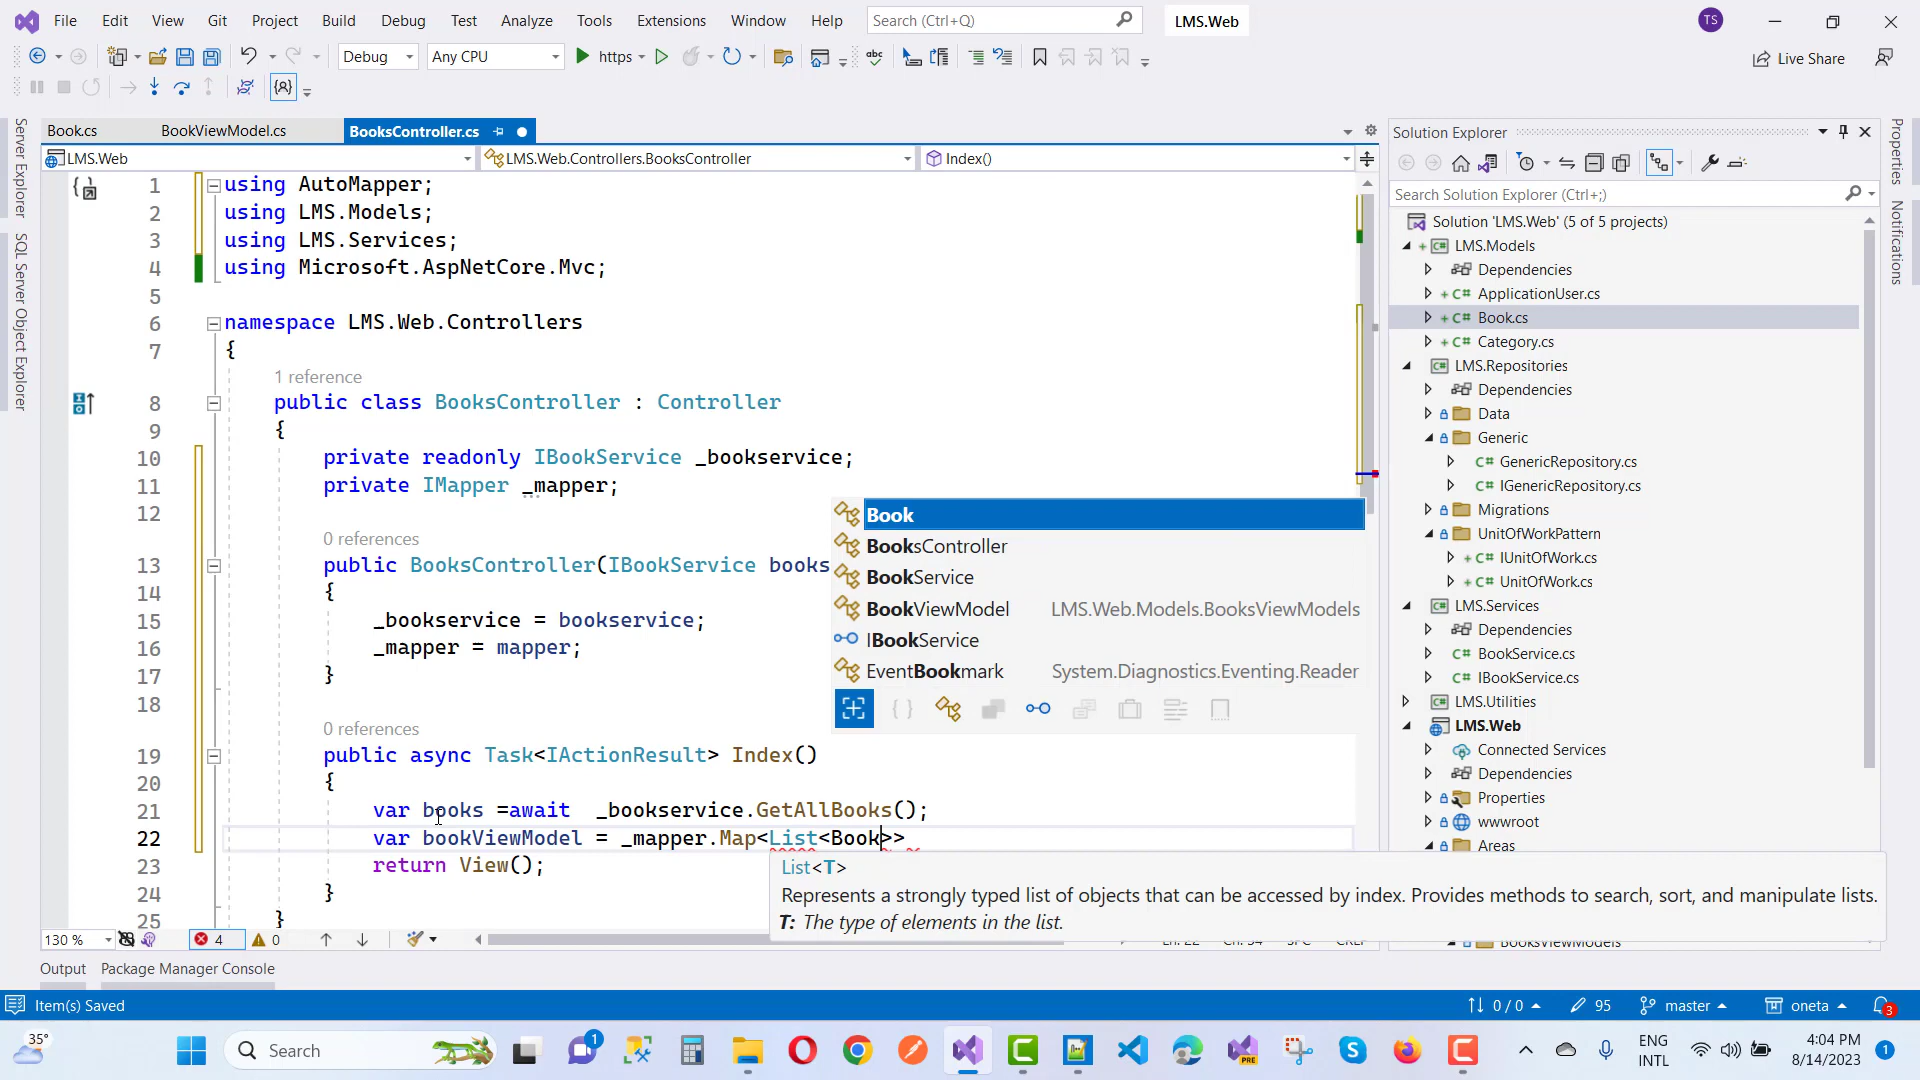 File Edit View Git Project Build Debug Test Analyze Tools Extensions Window Help Search (Ctrl+Q) LMS.Web TS
Debug Any CPU https Live Share
Book.cs BookViewModel.cs BooksController.cs
LMS.Web LMS.Web.Controllers.BooksController Index()
1 using AutoMapper;
2 using LMS.Models;
3 using LMS.Services;
4 using Microsoft.AspNetCore.Mvc;
5
6 namespace LMS.Web.Controllers
7 {
1 reference
8 public class BooksController : Controller
9 {
10 private readonly IBookService _bookservice;
11 private IMapper _mapper;
12
0 references
13 public BooksController(IBookService books
14 {
15 _bookservice = bookservice;
16 _mapper = mapper;
17 }
18
0 references
19 public async Task<IActionResult> Index()
20 {
21 var books =await _bookservice.GetAllBooks();
22 var bookViewModel = _mapper.Map<List<Book>>
23 return View();
24 }
25 }
Book
BooksController
BookService
BookViewModel LMS.Web.Models.BooksViewModels
IBookService
EventBookmark System.Diagnostics.Eventing.Reader
List<T>
Represents a strongly typed list of objects that can be accessed by index. Provides methods to search, sort, and manipulate lists.
T: The type of elements in the list.
130 % 4 0
Output Package Manager Console
Server Explorer
SQL Server Object Explorer
Solution Explorer
Search Solution Explorer (Ctrl+;)
Solution 'LMS.Web' (5 of 5 projects)
LMS.Models
Dependencies
ApplicationUser.cs
Book.cs
Category.cs
LMS.Repositories
Dependencies
Data
Generic
GenericRepository.cs
IGenericRepository.cs
Migrations
UnitOfWorkPattern
IUnitOfWork.cs
UnitOfWork.cs
LMS.Services
Dependencies
BookService.cs
IBookService.cs
LMS.Utilities
LMS.Web
Connected Services
Dependencies
Properties
wwwroot
Areas
BooksViewModels
Properties
Notifications
Item(s) Saved 0 / 0 95 master oneta 3
35° Search 1 PRE ENG INTL 4:04 PM 8/14/2023 1